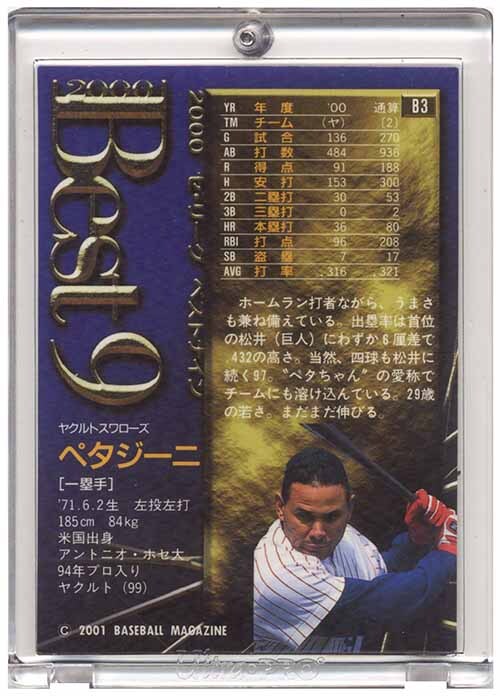 2000
Best 9
2000 セ・リーグ ベストナイン
B3
YR 年度 '00 通算
TM チーム (ヤ) [2]
G 試合 136 270
AB 打数 484 936
R 得点 91 188
H 安打 153 300
2B 二塁打 30 53
3B 三塁打 0 2
HR 本塁打 36 80
RBI 打点 96 208
SB 盗塁 7 17
AVG 打率 .316 .321
ホームラン打者ながら、うまさ
も兼ね備えている。出塁率は首位
の松井（巨人）にわずか6厘差で
.432の高さ。当然、四球も松井に
続く97。"ペタちゃん"の愛称で
チームにも溶け込んでいる。29歳
の若さ。まだまだ伸びる。
ヤクルトスワローズ
ペタジーニ
[一塁手]
'71.6.2生 左投左打
185cm 84kg
米国出身
アントニオ・ホセ大
94年プロ入り
ヤクルト（99）
C 2001 BASEBALL MAGAZINE
Ultra·PRO